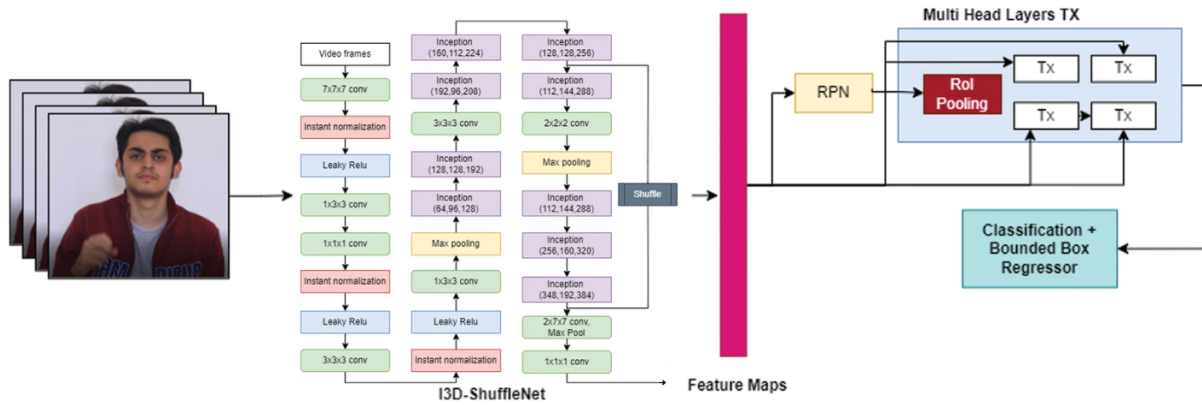 Video frames
7x7x7 conv
Instant normalization
Leaky Relu
1x3x3 conv
1x1x1 conv
Instant normalization
Leaky Relu
3x3x3 conv
Inception
(160,112,224)
Inception
(192,96,208)
3x3x3 conv
Inception
(128,128,192)
Inception
(64,96,128)
Max pooling
1x3x3 conv
Leaky Relu
Instant normalization
Inception
(128,128,256)
Inception
(112,144,288)
2x2x2 conv
Max pooling
Inception
(112,144,288)
Inception
(256,160,320)
Inception
(348,192,384)
2x7x7 conv,
Max Pool
1x1x1 conv
Shuffle
I3D-ShuffleNet
Feature Maps
Multi Head Layers TX
RPN
RoI
Pooling
Tx
Tx
Tx
Tx
Classification +
Bounded Box
Regressor